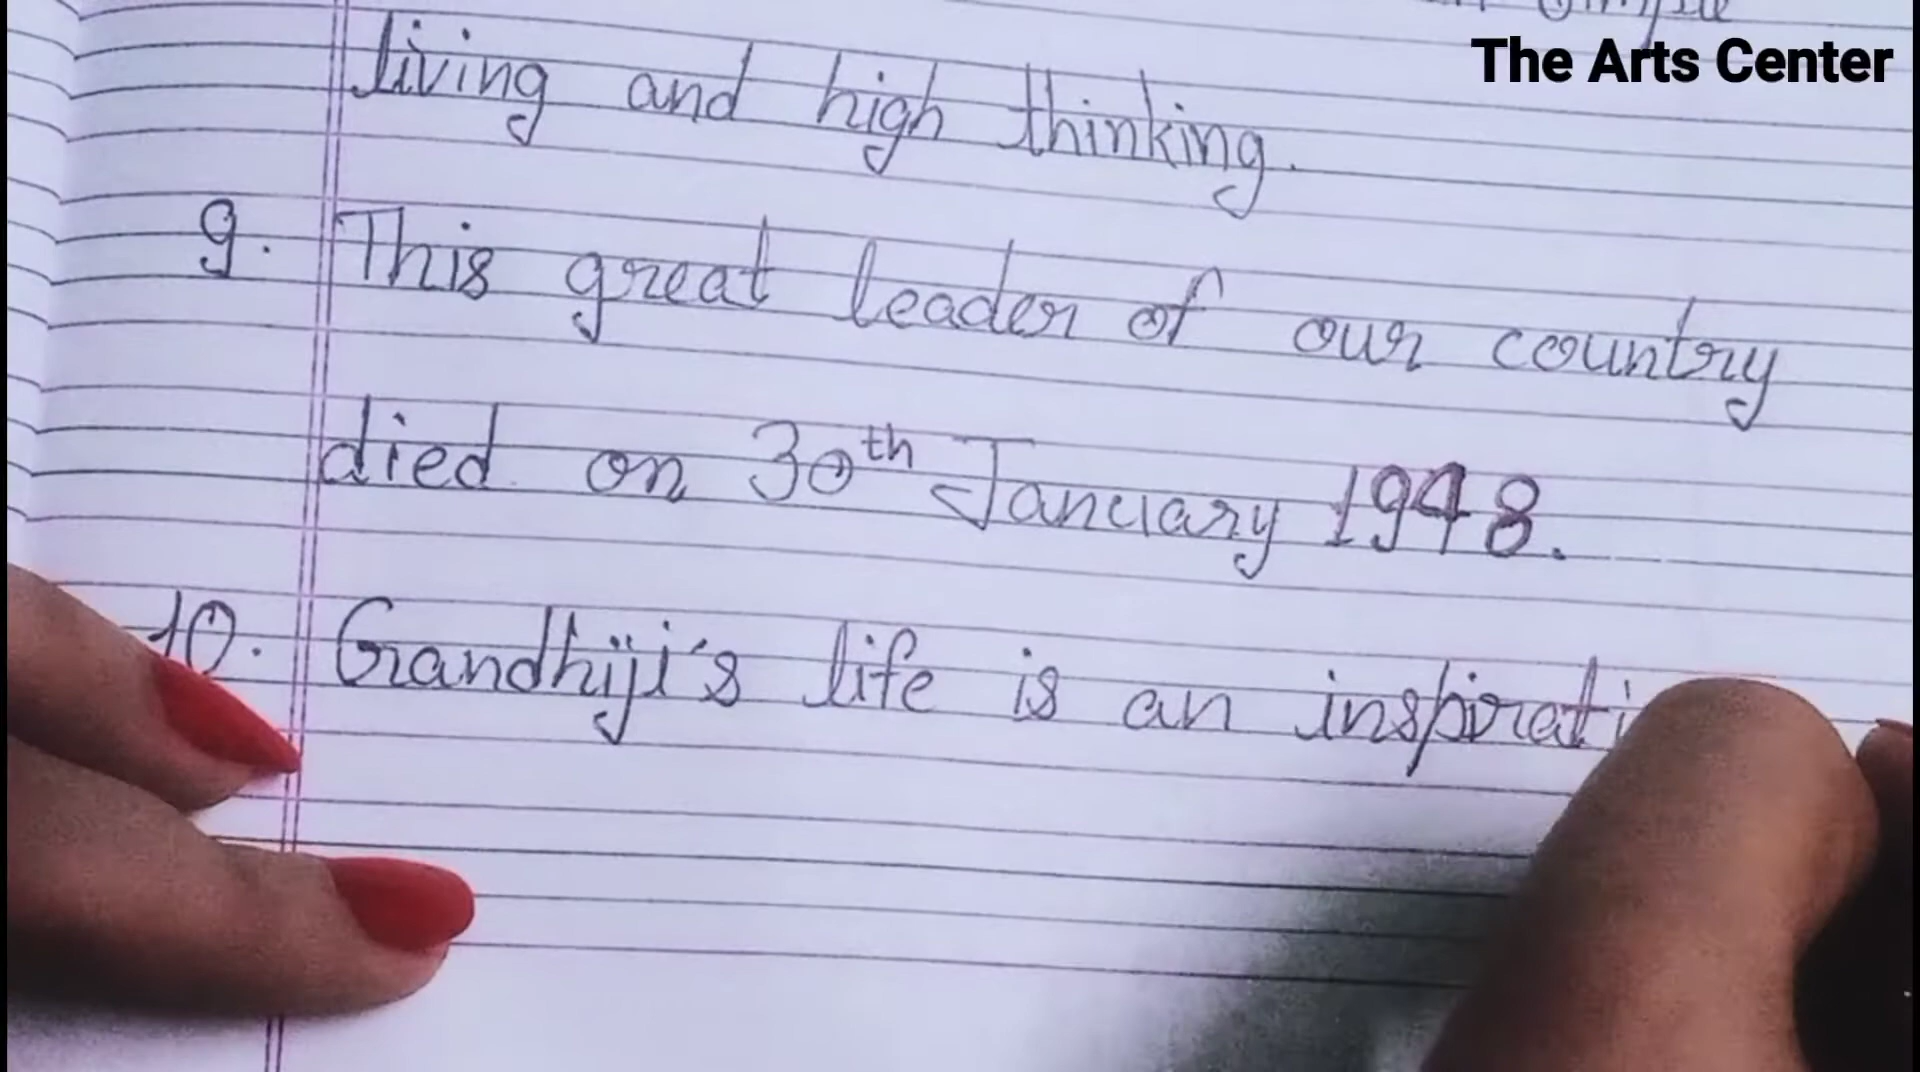 The Arts Center
living and high thinking.
9. This great leader of our country
died on 30th January 1948.
10. Gandhiji's life is an